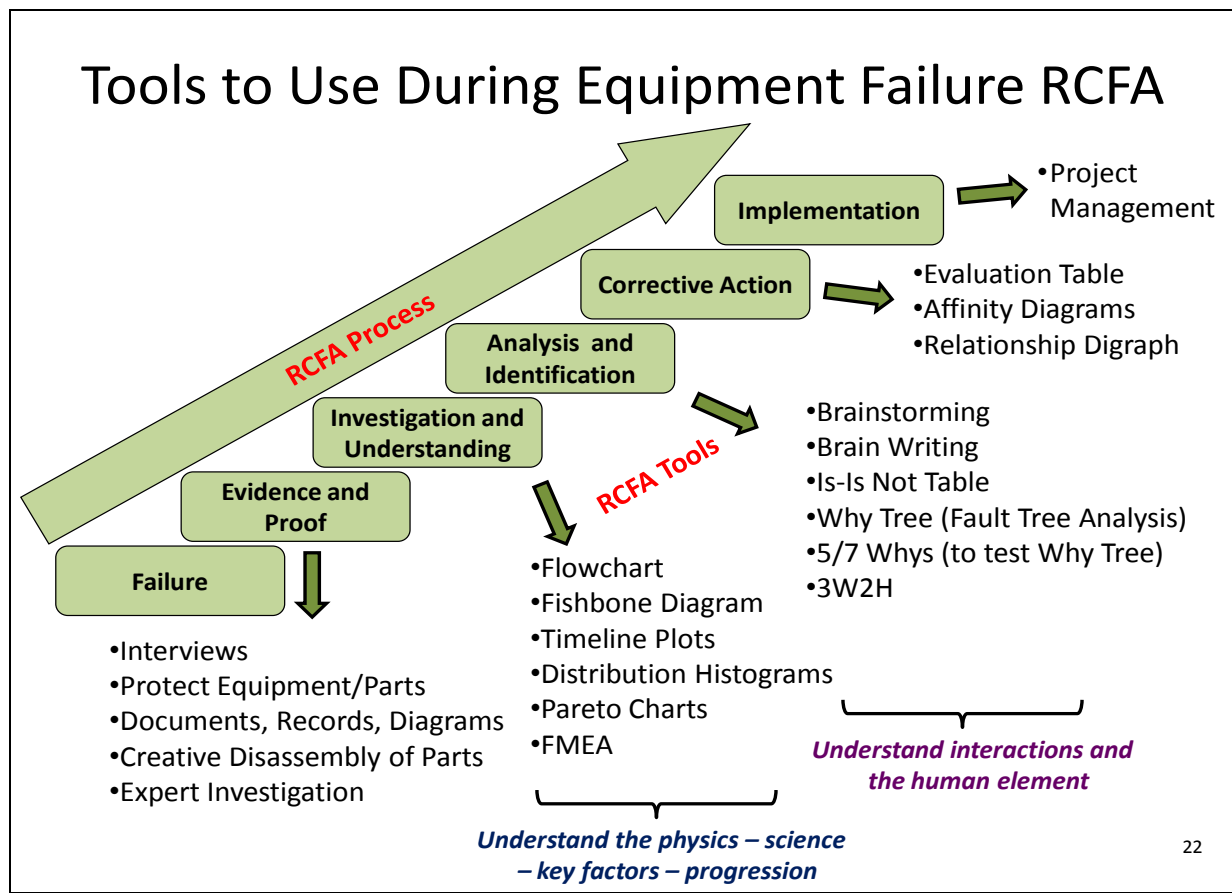 Tools to Use During Equipment Failure RCFA
RCFA Process
Implementation
•Project
Management
Corrective Action
•Evaluation Table
•Affinity Diagrams
•Relationship Digraph
Analysis and
Identification
•Brainstorming
•Brain Writing
•Is-Is Not Table
•Why Tree (Fault Tree Analysis)
•5/7 Whys (to test Why Tree)
•3W2H
Understand interactions and
the human element
RCFA Tools
Investigation and
Understanding
•Flowchart
•Fishbone Diagram
•Timeline Plots
•Distribution Histograms
•Pareto Charts
•FMEA
Understand the physics – science
– key factors – progression
Evidence and
Proof
Failure
•Interviews
•Protect Equipment/Parts
•Documents, Records, Diagrams
•Creative Disassembly of Parts
•Expert Investigation
22